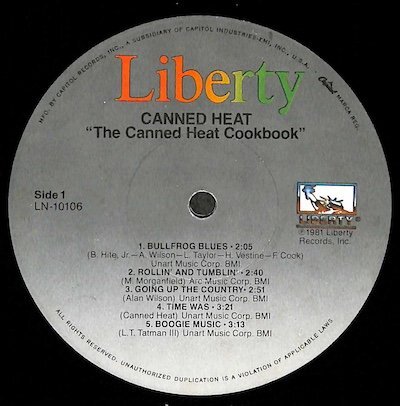 MFG. BY CAPITOL RECORDS, INC., A SUBSIDIARY OF CAPITOL INDUSTRIES-EMI, INC., U.S.A. Capitol MARCA REG.
Liberty
CANNED HEAT
"The Canned Heat Cookbook"
Side 1
LN-10106
LIBERTY
℗1981 Liberty
Records, Inc.
1. BULLFROG BLUES • 2:05
(B. Hite, Jr.—A. Wilson—L. Taylor—H. Vestine—F. Cook)
Unart Music Corp. BMI
2. ROLLIN' AND TUMBLIN' • 2:40
(M. Morganfield) Arc Music Corp. BMI
3. GOING UP THE COUNTRY • 2:51
(Alan Wilson) Unart Music Corp. BMI
4. TIME WAS • 3:21
(Canned Heat) Unart Music Corp. BMI
5. BOOGIE MUSIC • 3:13
(L.T. Tatman III) Unart Music Corp. BMI
ALL RIGHTS RESERVED. UNAUTHORIZED DUPLICATION IS A VIOLATION OF APPLICABLE LAWS.